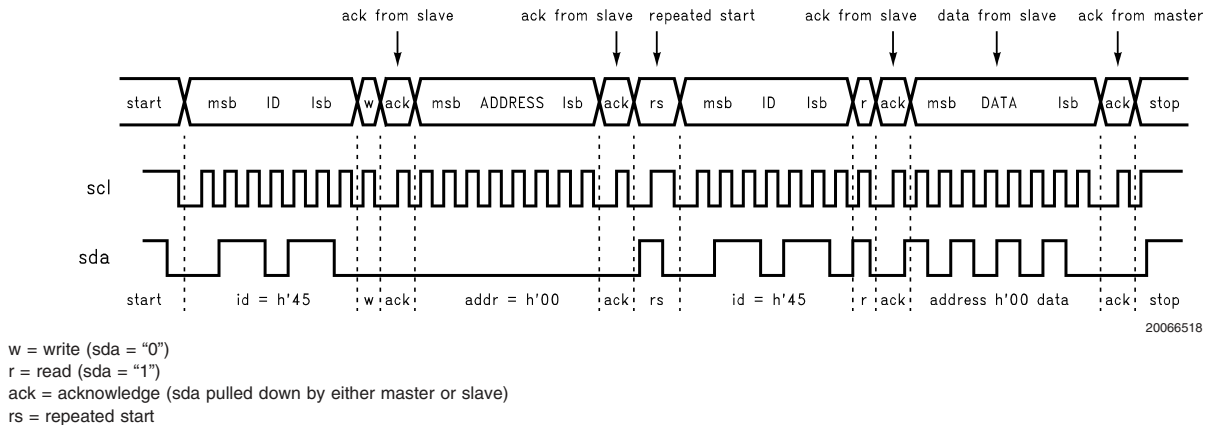 ack from slave ack from slave repeated start ack from slave data from slave ack from master
start msb ID lsb w ack msb ADDRESS lsb ack rs msb ID lsb r ack msb DATA lsb ack stop
scl
sda
start id = h'45 w ack addr = h'00 ack rs id = h'45 r ack address h'00 data ack stop
20066518
w = write (sda = “0”)
r = read (sda = “1”)
ack = acknowledge (sda pulled down by either master or slave)
rs = repeated start